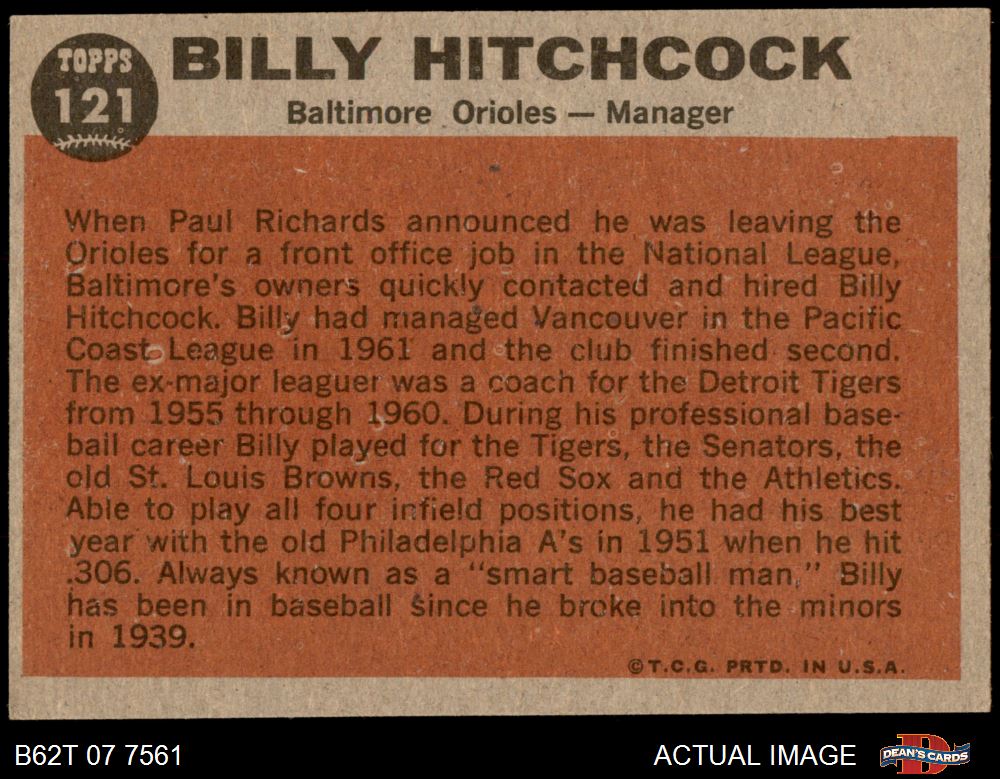 TOPPS
121
BILLY HITCHCOCK
Baltimore Orioles — Manager
When Paul Richards announced he was leaving the
Orioles for a front office job in the National League,
Baltimore's owners quickly contacted and hired Billy
Hitchcock. Billy had managed Vancouver in the Pacific
Coast League in 1961 and the club finished second.
The ex-major leaguer was a coach for the Detroit Tigers
from 1955 through 1960. During his professional base-
ball career Billy played for the Tigers, the Senators, the
old St. Louis Browns, the Red Sox and the Athletics.
Able to play all four infield positions, he had his best
year with the old Philadelphia A's in 1951 when he hit
.306. Always known as a "smart baseball man," Billy
has been in baseball since he broke into the minors
in 1939.
©T.C.G. PRTD. IN U.S.A.
B62T 07 7561
ACTUAL IMAGE
D
DEAN'S CARDS